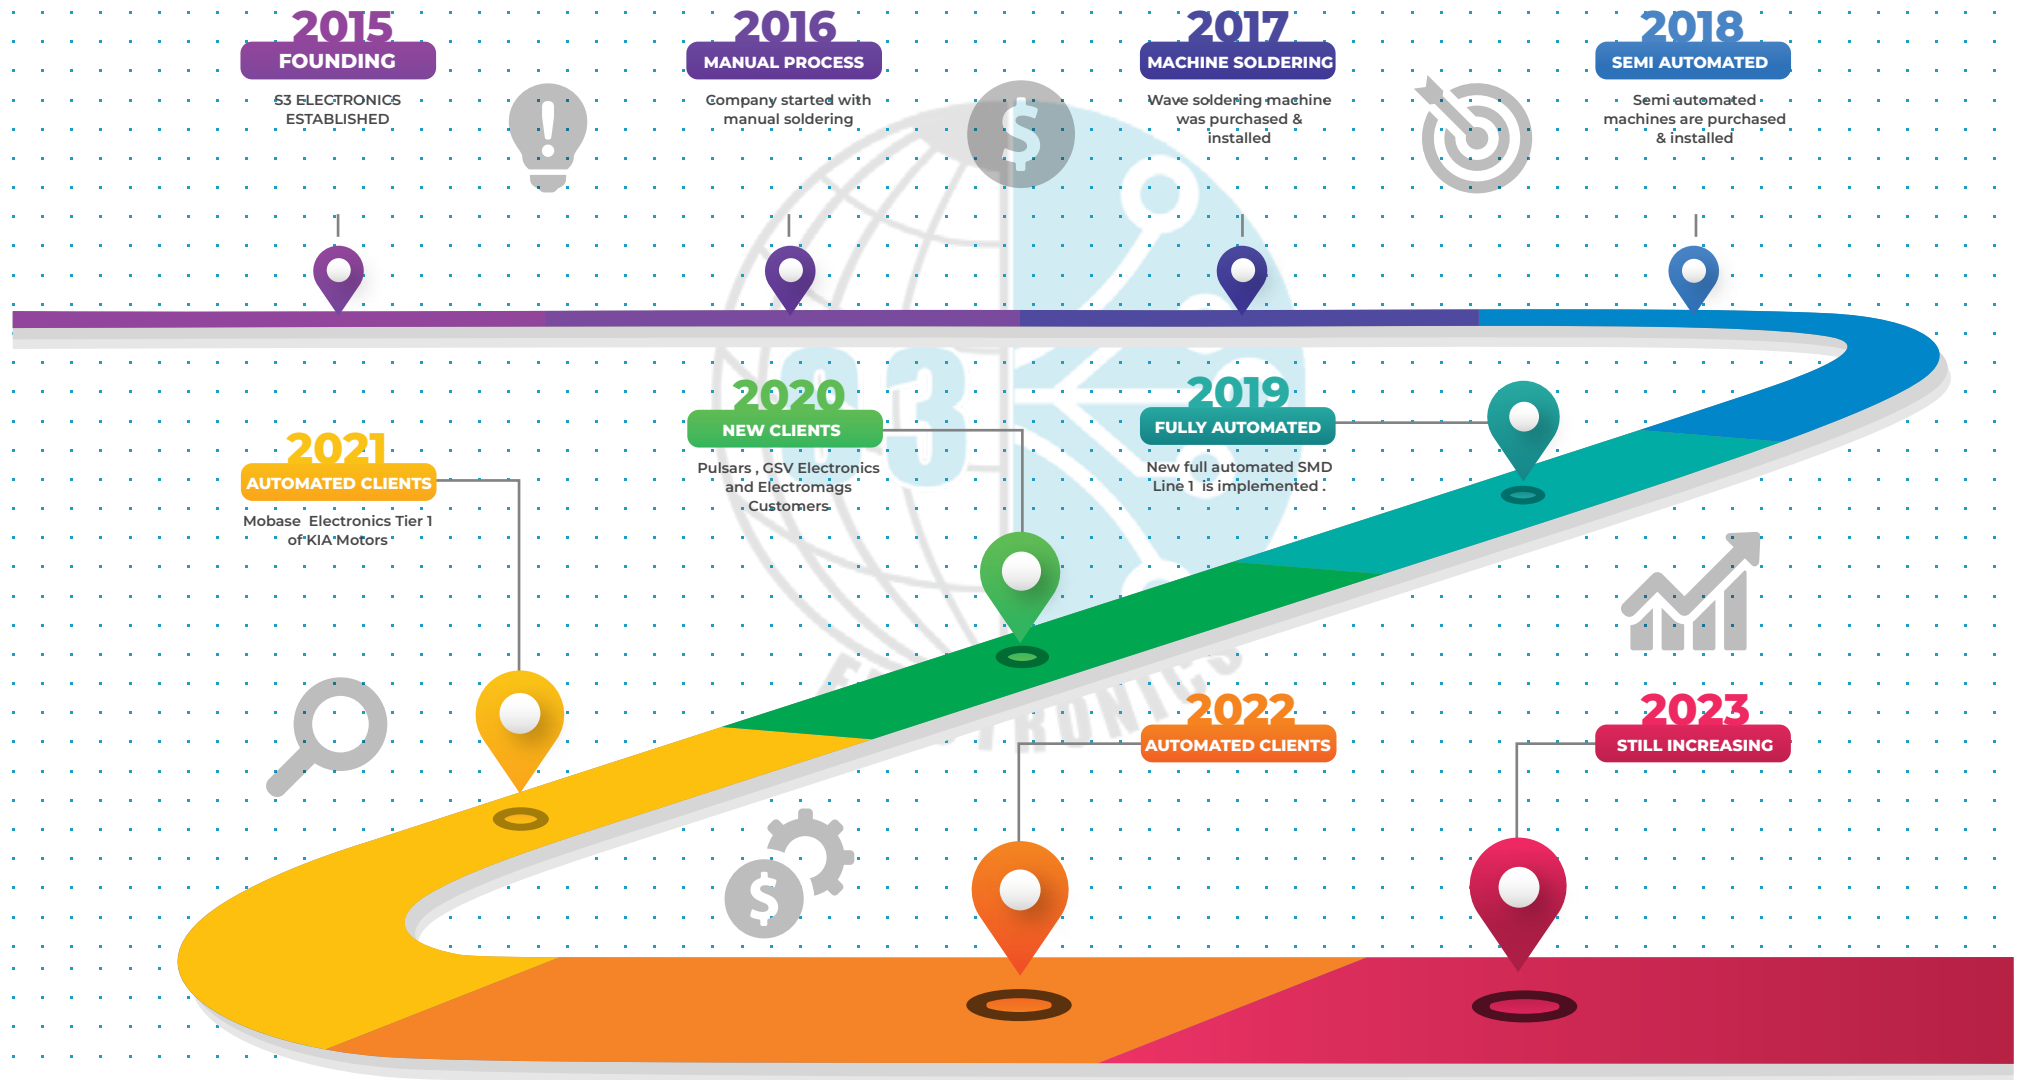 2015
FOUNDING
S3 ELECTRONICS
ESTABLISHED
2016
MANUAL PROCESS
Company started with
manual soldering
2017
MACHINE SOLDERING
Wave soldering machine
was purchased &
installed
2018
SEMI AUTOMATED
Semi automated
machines are purchased
& installed
2019
FULLY AUTOMATED
New full automated SMD
Line 1 is implemented .
2020
NEW CLIENTS
Pulsars , GSV Electronics
and Electromags
Customers
2021
AUTOMATED CLIENTS
Mobase Electronics Tier 1
of KIA Motors
2022
AUTOMATED CLIENTS
2023
STILL INCREASING
$
$
S3